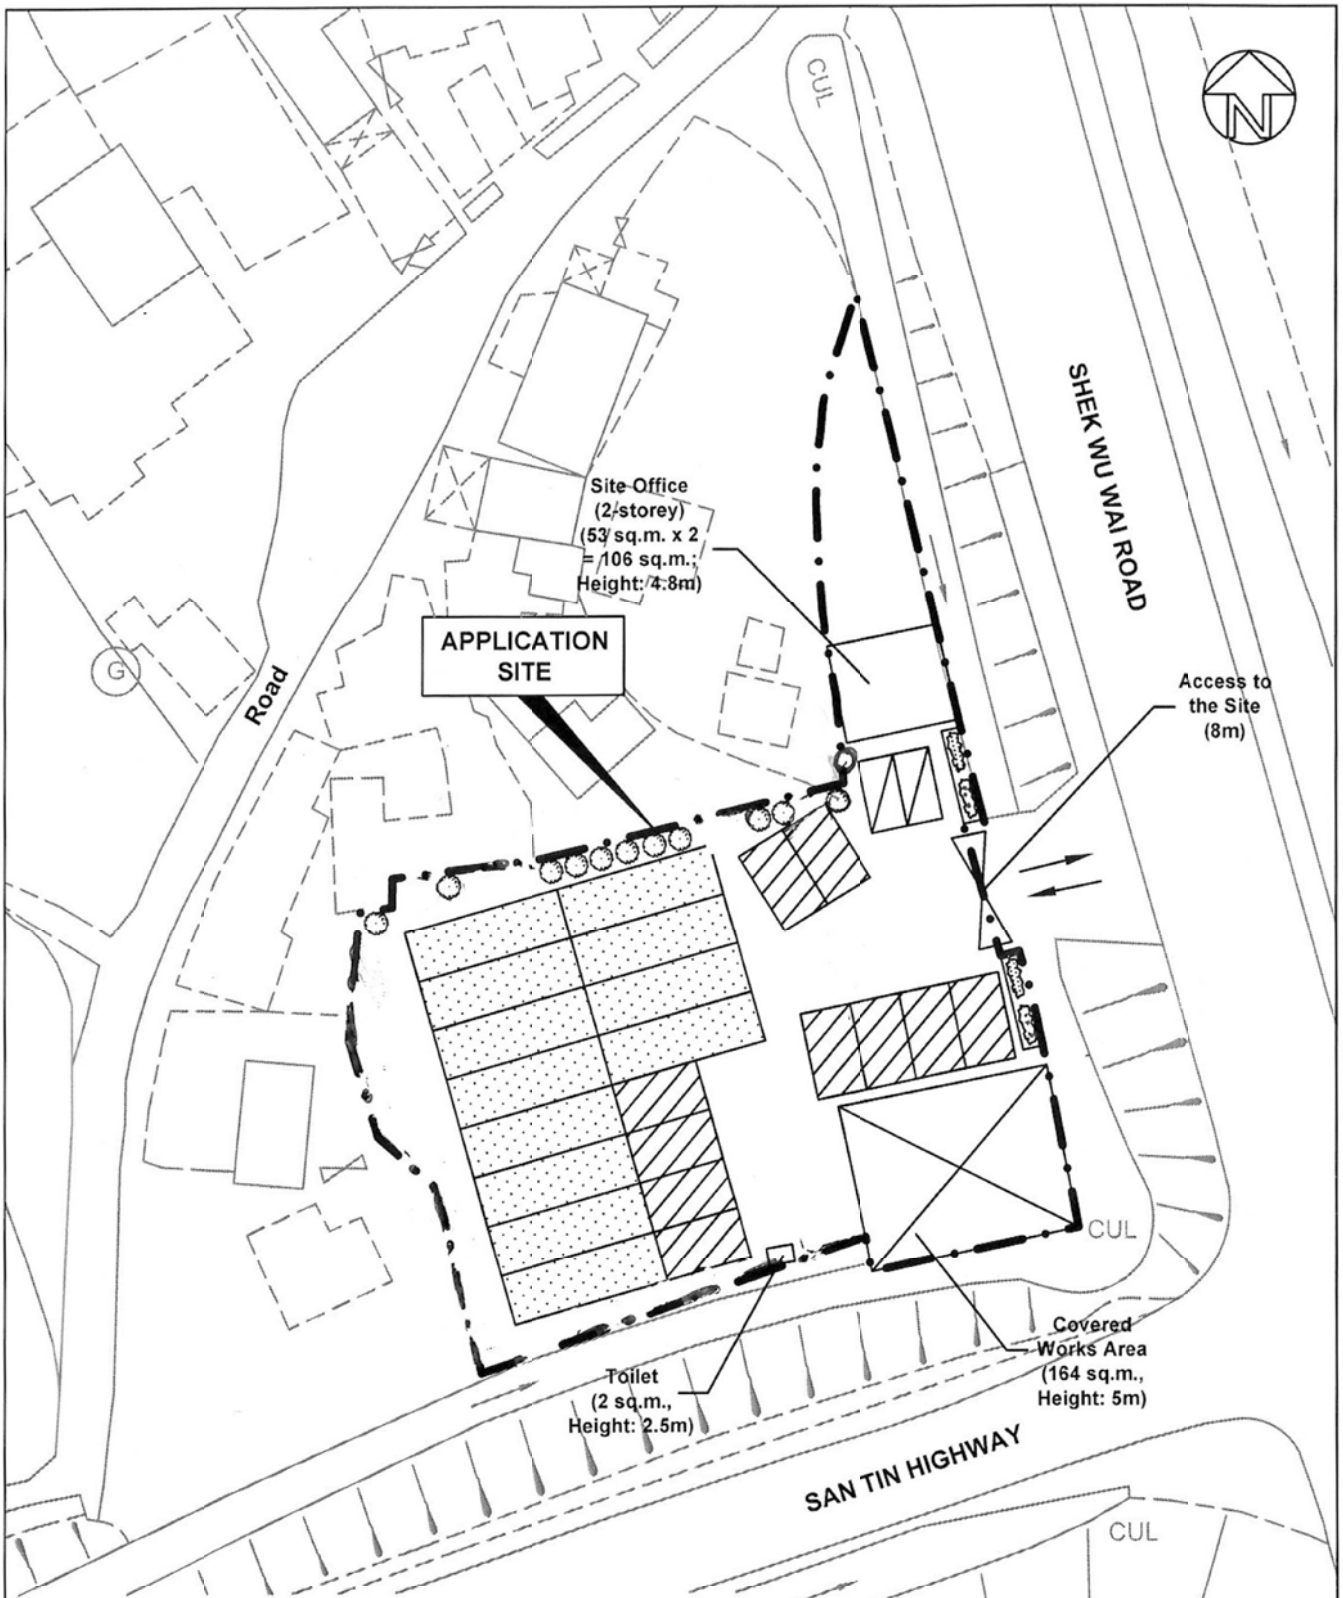 CUL
N
SHEK WU WAI ROAD
Site Office
(2-storey)
(53 sq.m. x 2
= 106 sq.m.;
Height: 4.8m)
APPLICATION
SITE
G
Road
Access to
the Site
(8m)
CUL
Covered
Works Area
(164 sq.m.,
Height: 5m)
Toilet
(2 sq.m.,
Height: 2.5m)
SAN TIN HIGHWAY
CUL